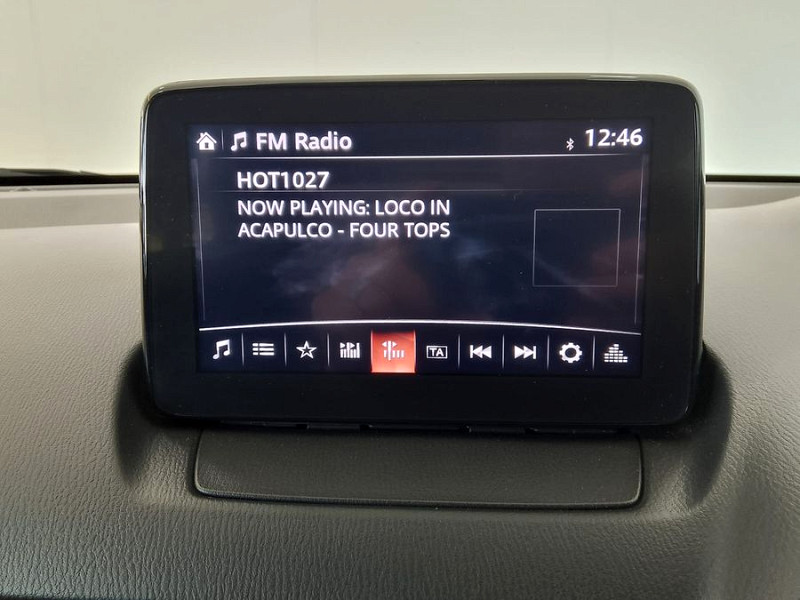 FM Radio
12:46
HOT1027
NOW PLAYING: LOCO IN
ACAPULCO - FOUR TOPS
TA